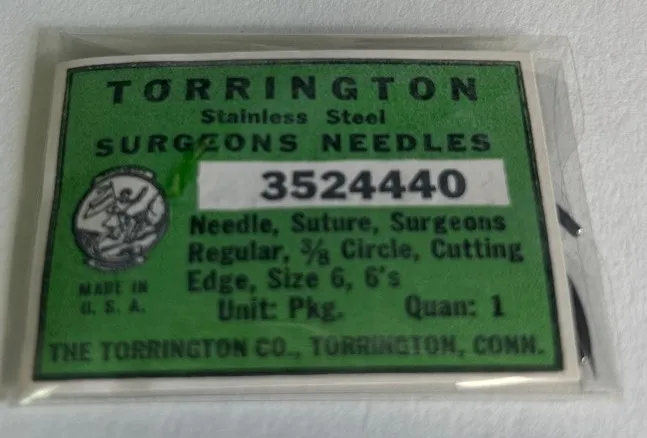 TORRINGTON
Stainless Steel
SURGEONS NEEDLES
3524440
Needle, Suture, Surgeons
Regular, ⅜ Circle, Cutting
Edge, Size 6, 6's
MADE IN
U. S. A.
Unit: Pkg. Quan: 1
THE TORRINGTON CO., TORRINGTON, CONN.